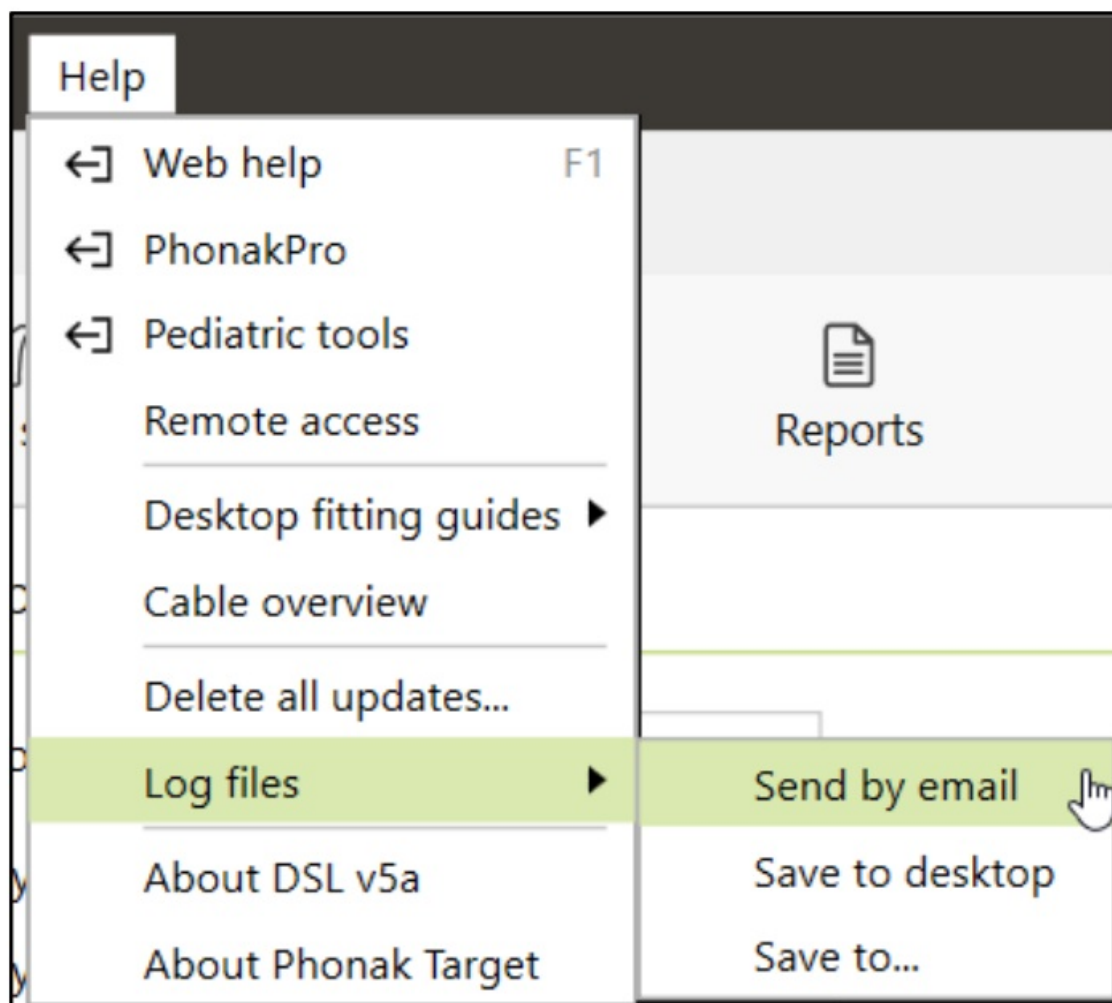 Help
Web help F1
PhonakPro
Pediatric tools
Remote access
Reports
Desktop fitting guides
Cable overview
Delete all updates...
Log files
Send by email
Save to desktop
Save to...
About DSL v5a
About Phonak Target